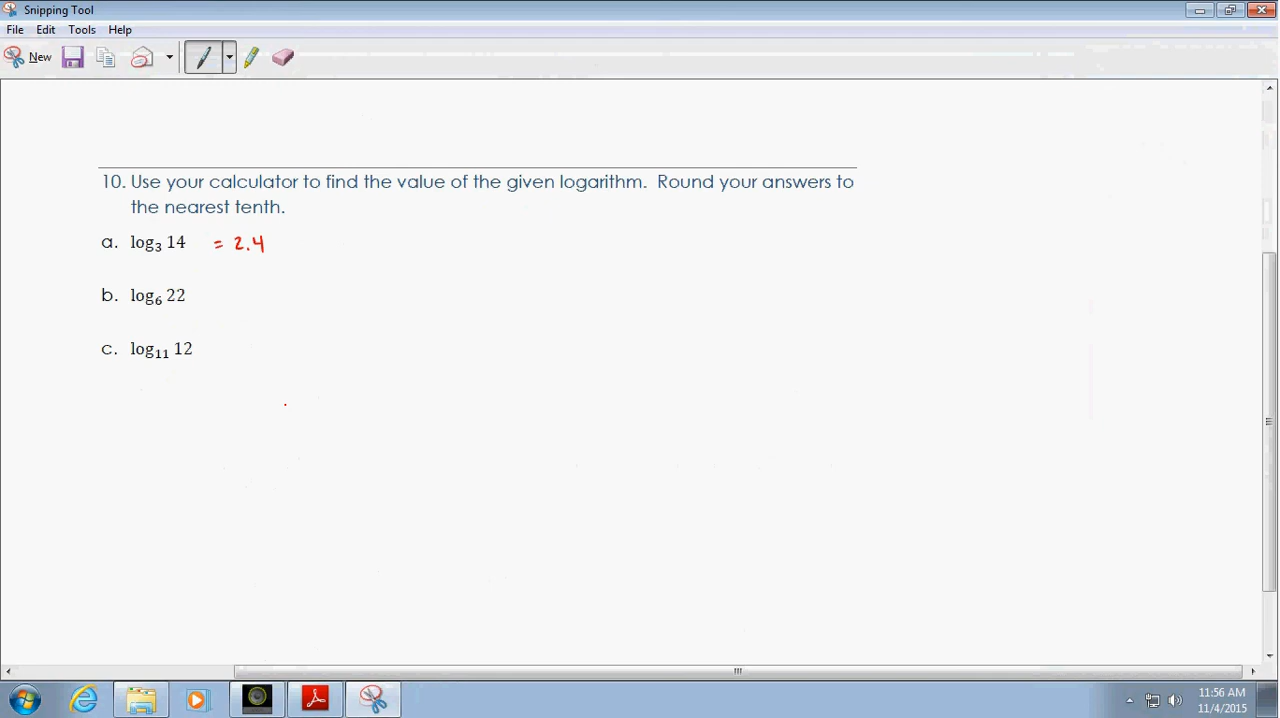 Snipping Tool
File Edit Tools Help
New
10. Use your calculator to find the value of the given logarithm. Round your answers to
the nearest tenth.
a. log₃ 14 = 2.4
b. log₆ 22
c. log₁₁ 12
11:56 AM
11/4/2015